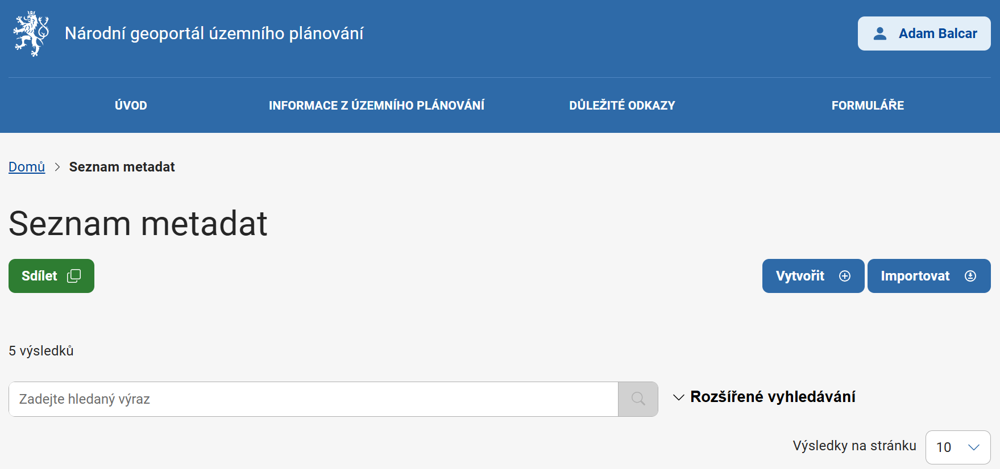 Národní geoportál územního plánování
Adam Balcar
ÚVOD
INFORMACE Z ÚZEMNÍHO PLÁNOVÁNÍ
DŮLEŽITÉ ODKAZY
FORMULÁŘE
Domů
Seznam metadat
Seznam metadat
Sdílet
Vytvořit
Importovat
5 výsledků
Zadejte hledaný výraz
Rozšířené vyhledávání
Výsledky na stránku
10